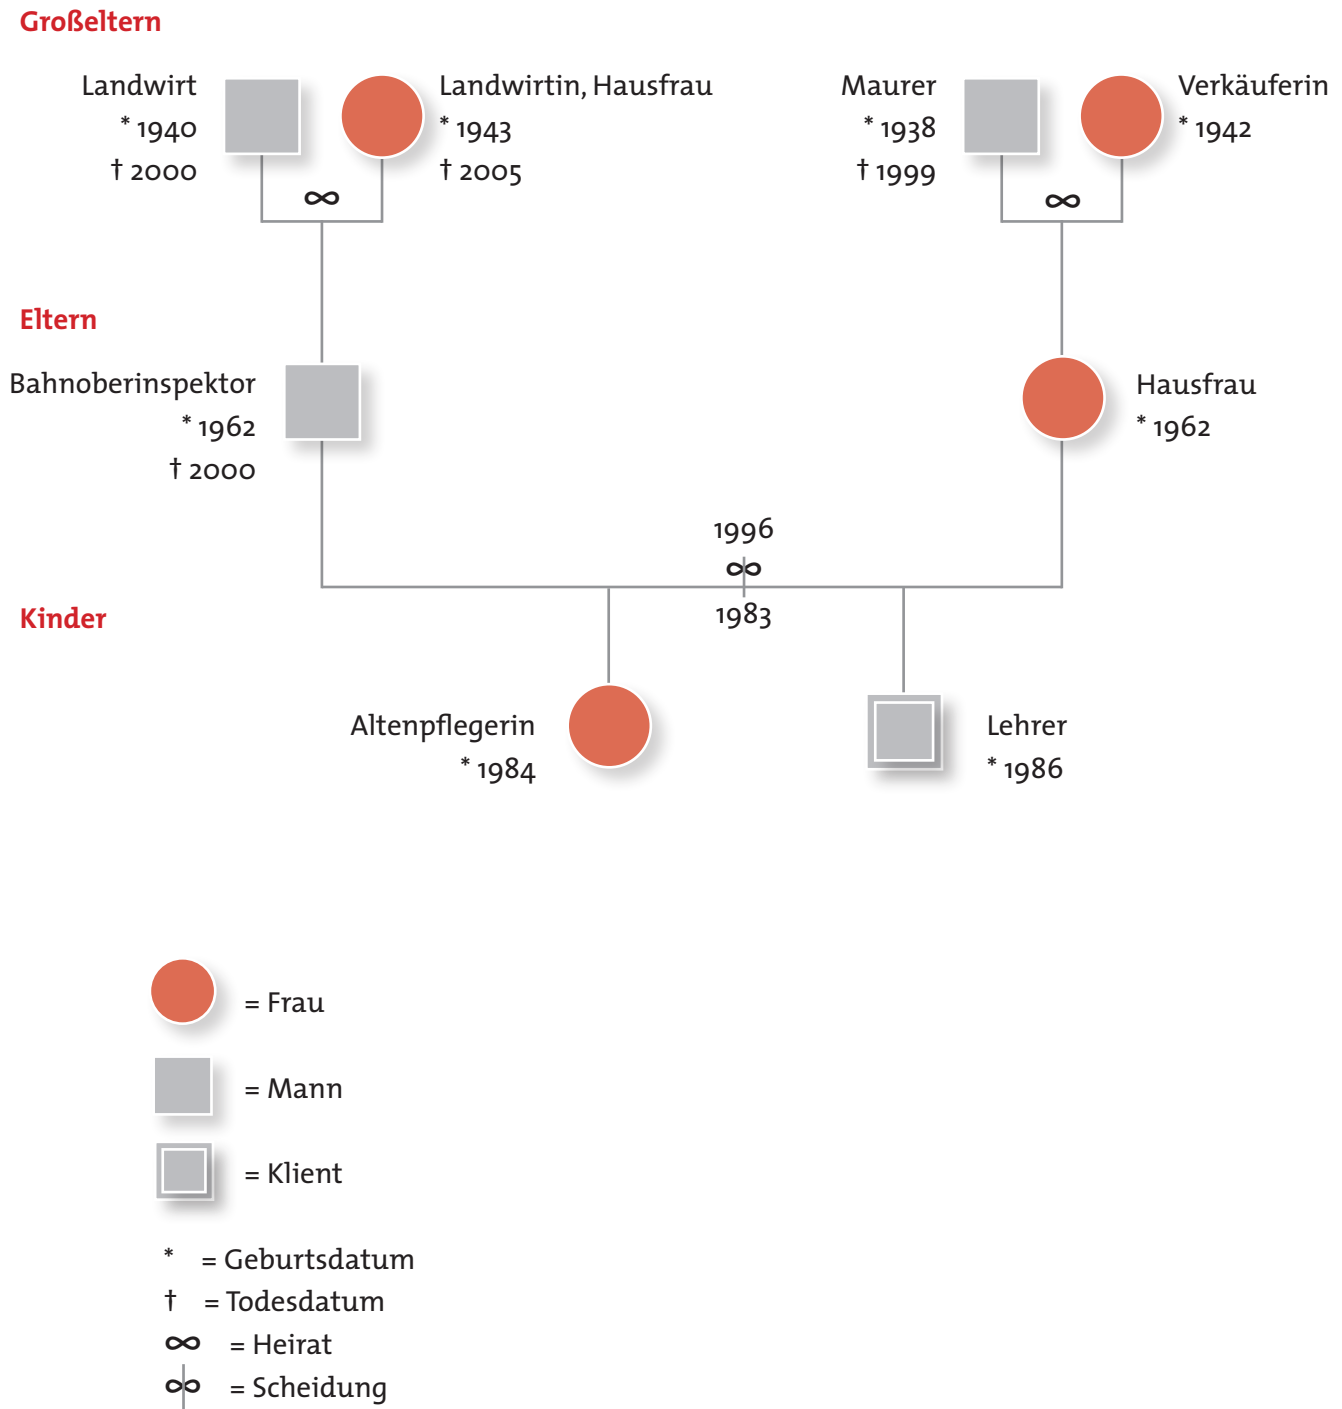 Großeltern
Landwirt
* 1940
† 2000
Landwirtin, Hausfrau
* 1943
† 2005
∞
Maurer
* 1938
† 1999
Verkäuferin
* 1942
∞
Eltern
Bahnoberinspektor
* 1962
† 2000
Hausfrau
* 1962
1996
∞
1983
Kinder
Altenpflegerin
* 1984
Lehrer
* 1986
= Frau
= Mann
= Klient
* = Geburtsdatum
† = Todesdatum
∞ = Heirat
∞ = Scheidung